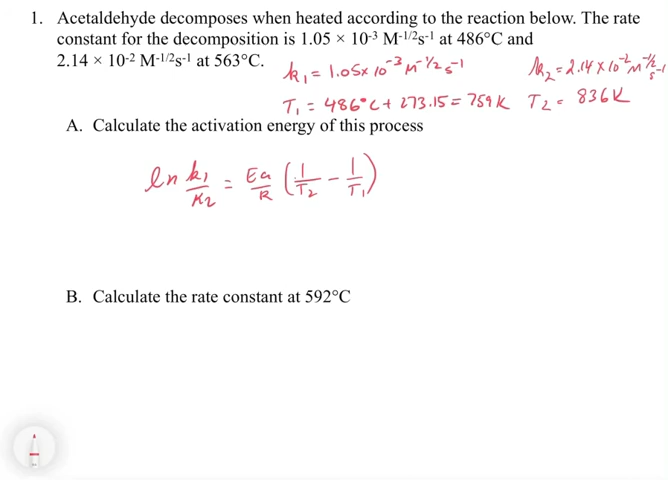 1. Acetaldehyde decomposes when heated according to the reaction below. The rate
constant for the decomposition is 1.05 × 10⁻³ M⁻¹/²s⁻¹ at 486°C and
2.14 × 10⁻² M⁻¹/²s⁻¹ at 563°C.
k₁ = 1.05 x 10⁻³ M⁻¹/² s⁻¹
k₂ = 2.14 x 10⁻² M⁻¹/² s⁻¹
T₁ = 486°C + 273.15 = 759 K T₂ = 836K
A. Calculate the activation energy of this process
ln k₁/K₂ = Ea/R (1/T₂ − 1/T₁)
B. Calculate the rate constant at 592°C